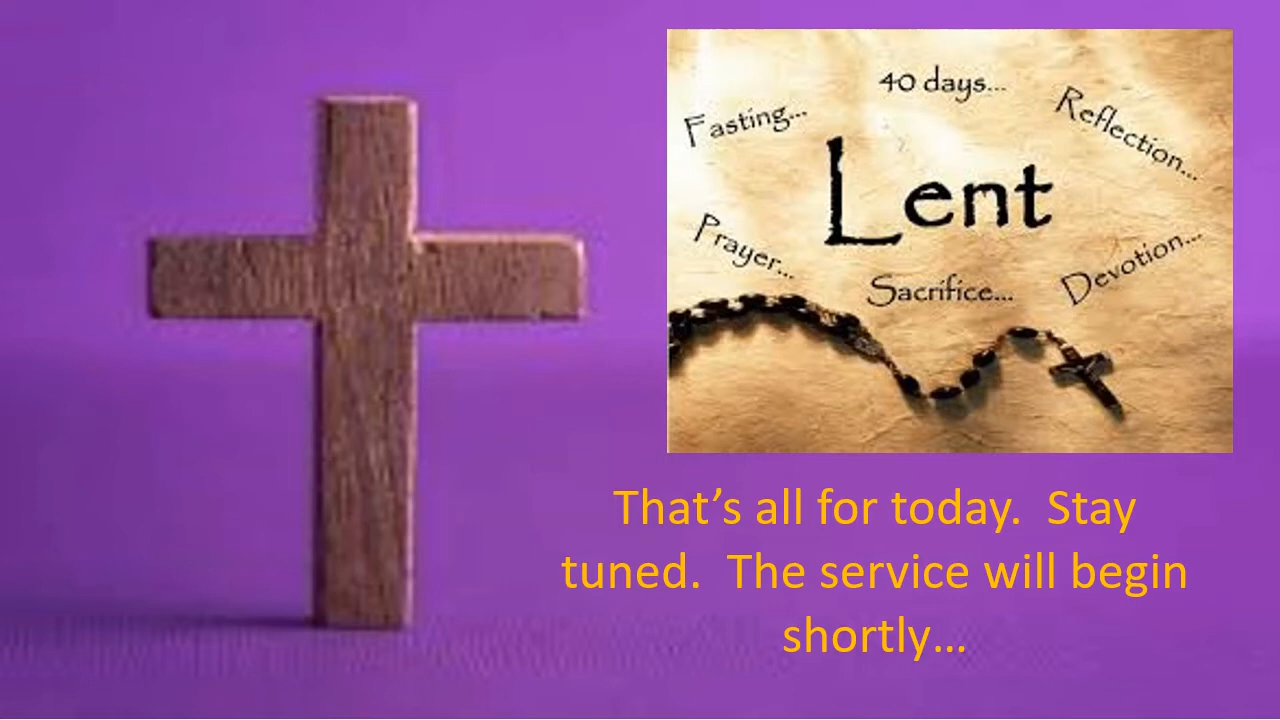 40 days...
Fasting...
Reflection...
Lent
Prayer...
Sacrifice...
Devotion...
That’s all for today.  Stay
tuned.  The service will begin
shortly…